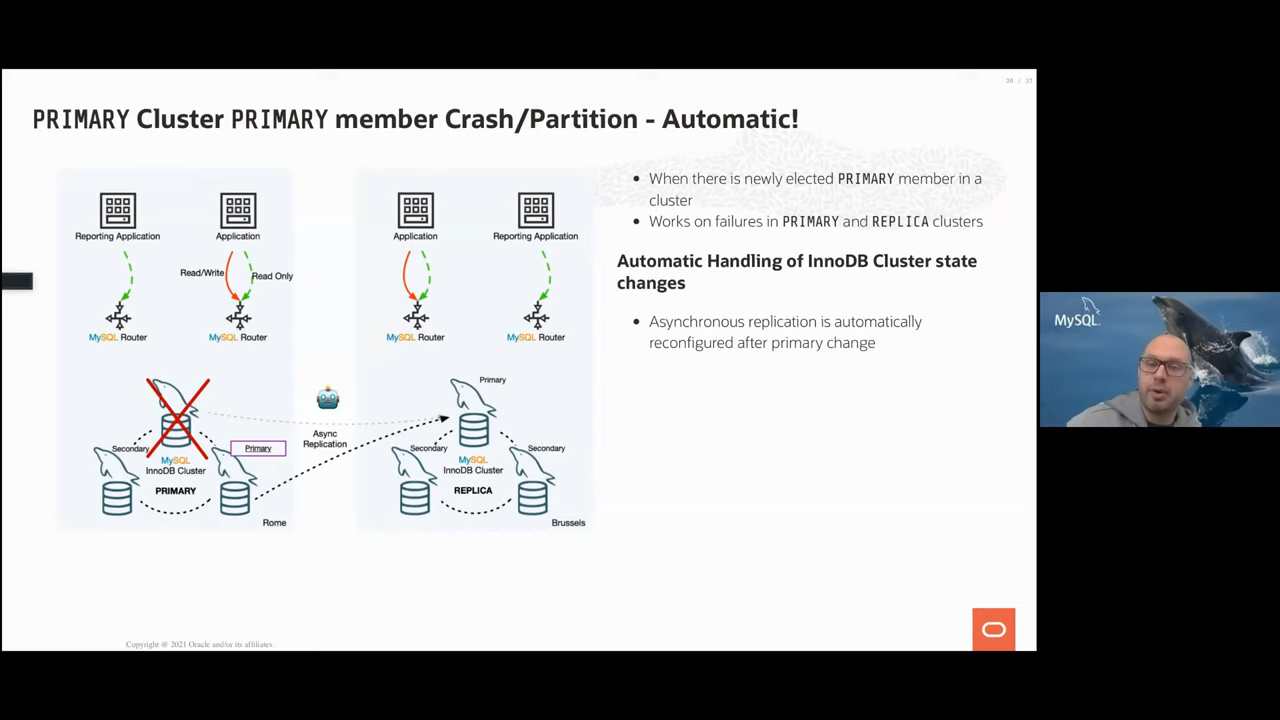 30 / 37
PRIMARY Cluster PRIMARY member Crash/Partition - Automatic!
Reporting Application
Application
Application
Reporting Application
Read/Write
Read Only
MySQL Router
MySQL Router
MySQL Router
MySQL Router
Secondary
Primary
MySQL
InnoDB Cluster
PRIMARY
Rome
Async
Replication
Primary
Secondary
Secondary
MySQL
InnoDB Cluster
REPLICA
Brussels
When there is newly elected PRIMARY member in a
cluster
Works on failures in PRIMARY and REPLICA clusters
Automatic Handling of InnoDB Cluster state
changes
Asynchronous replication is automatically
reconfigured after primary change
Copyright @ 2021 Oracle and/or its affiliates.
MySQL